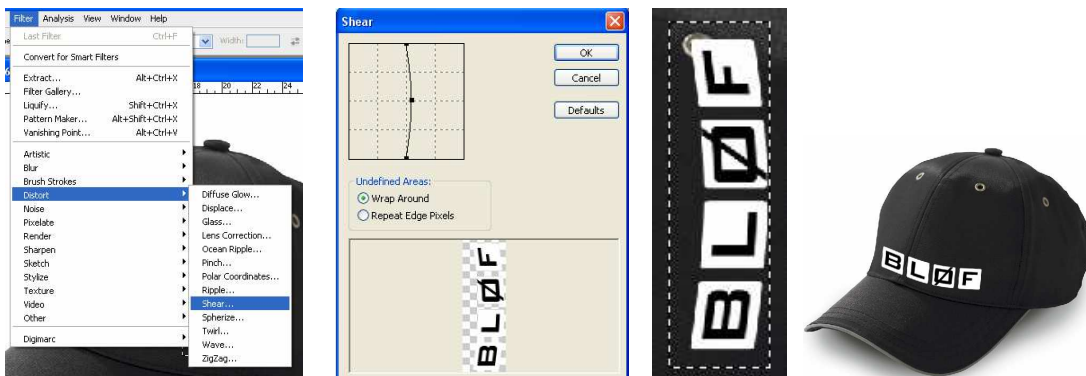 Filter Analysis View Window Help
Last Filter Ctrl+F
Convert for Smart Filters
Extract... Alt+Ctrl+X
Filter Gallery...
Liquify... Shift+Ctrl+X
Pattern Maker... Alt+Shift+Ctrl+X
Vanishing Point... Alt+Ctrl+V
Artistic
Blur
Brush Strokes
Distort
Noise
Pixelate
Render
Sharpen
Sketch
Stylize
Texture
Video
Other
Digimarc
Width:
18 20 22 24
Diffuse Glow...
Displace...
Glass...
Lens Correction...
Ocean Ripple...
Pinch...
Polar Coordinates...
Ripple...
Shear...
Spherize...
Twirl...
Wave...
ZigZag...
Shear
OK
Cancel
Defaults
Undefined Areas:
Wrap Around
Repeat Edge Pixels
BLØF
BLØF
BLØF